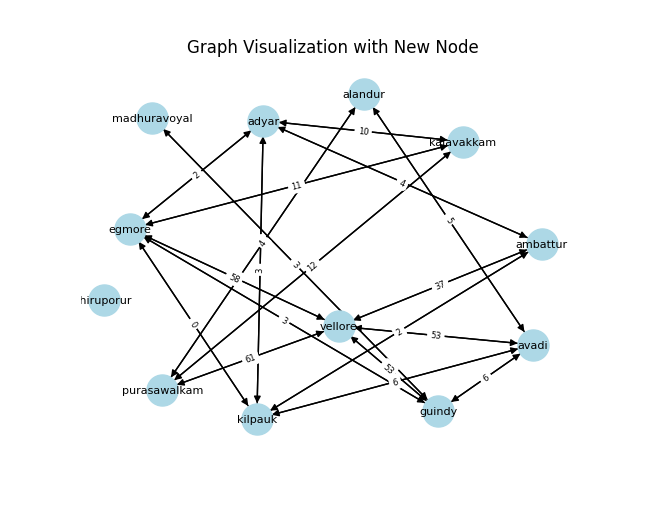 Graph Visualization with New Node
alandur
madhuravoyal
adyar
10
kalavakkam
2
11
4
5
egmore
ambattur
4
3
3
12
58
37
hiruporur
0
3
vellore
2
53
avadi
61
53
6
6
purasawalkam
kilpauk
guindy